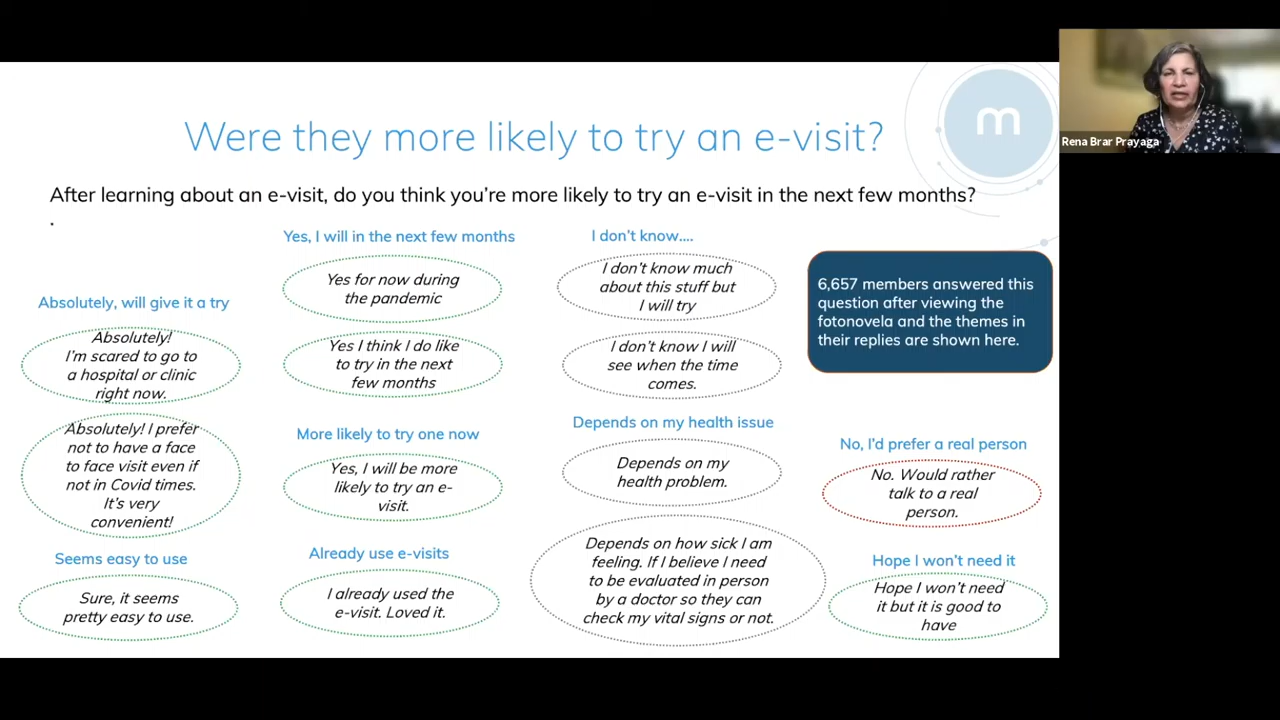 m
Were they more likely to try an e-visit?
Rena Brar Prayaga
After learning about an e-visit, do you think you’re more likely to try an e-visit in the next few months?
.
Absolutely, will give it a try
Absolutely!
I’m scared to go to
a hospital or clinic
right now.
Absolutely! I prefer
not to have a face
to face visit even if
not in Covid times.
It’s very
convenient!
Seems easy to use
Sure, it seems
pretty easy to use.
Yes, I will in the next few months
Yes for now during
the pandemic
Yes I think I do like
to try in the next
few months
More likely to try one now
Yes, I will be more
likely to try an e-
visit.
Already use e-visits
I already used the
e-visit. Loved it.
I don’t know....
I don’t know much
about this stuff but
I will try
I don’t know I will
see when the time
comes.
Depends on my health issue
Depends on my
health problem.
Depends on how sick I am
feeling. If I believe I need
to be evaluated in person
by a doctor so they can
check my vital signs or not.
6,657 members answered this
question after viewing the
fotonovela and the themes in
their replies are shown here.
No, I’d prefer a real person
No. Would rather
talk to a real
person.
Hope I won’t need it
Hope I won’t need
it but it is good to
have